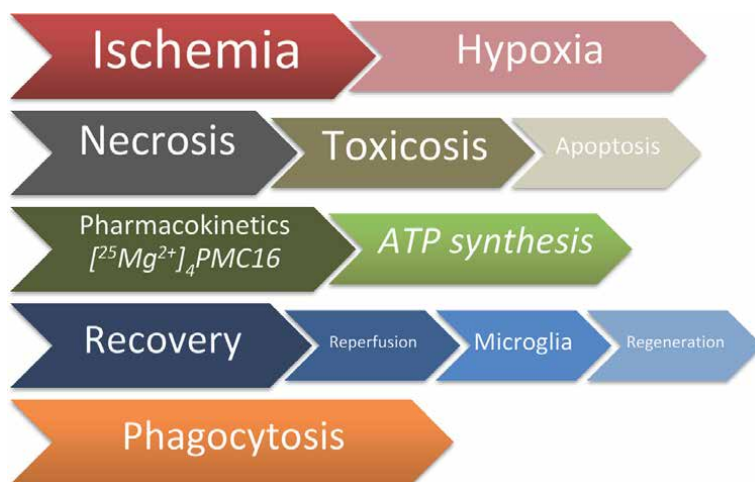 Ischemia Hypoxia
Necrosis Toxicosis Apoptosis
Pharmacokinetics
[²⁵Mg²⁺]₄PMC16 ATP synthesis
Recovery Reperfusion Microglia Regeneration
Phagocytosis